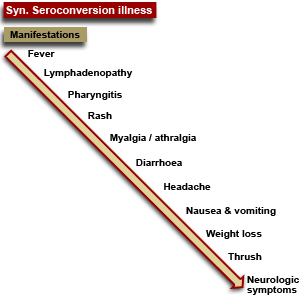 Syn. Seroconversion illness
Manifestations
Fever
Lymphadenopathy
Pharyngitis
Rash
Myalgia / athralgia
Diarrhoea
Headache
Nausea & vomiting
Weight loss
Thrush
Neurologic
symptoms